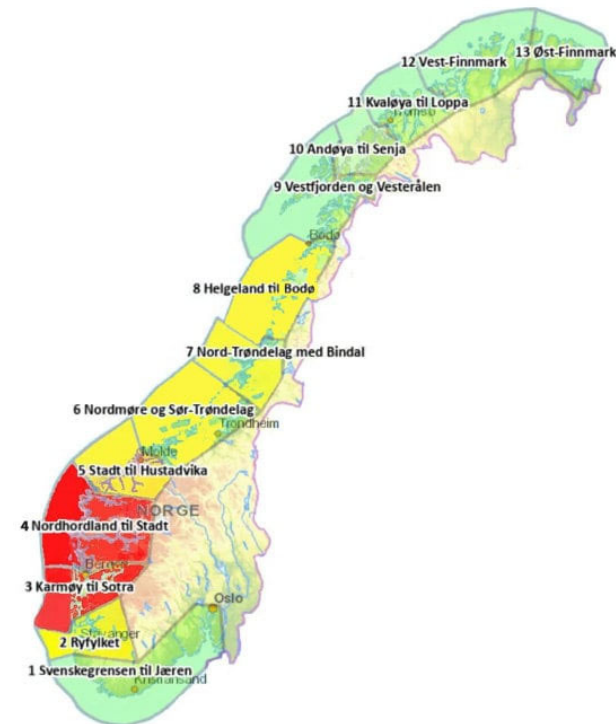 13 Øst-Finnmark
12 Vest-Finnmark
11 Kvaløya til Loppa
Tromsø
10 Andøya til Senja
9 Vestfjorden og Vesterålen
Bodø
8 Helgeland til Bodø
7 Nord-Trøndelag med Bindal
6 Nordmøre og Sør-Trøndelag
Trondheim
Molde
5 Stadt til Hustadvika
NORGE
4 Nordhordland til Stadt
Bergen
3 Karmøy til Sotra
Oslo
Stavanger
2 Ryfylket
1 Svenskegrensen til Jæren
Kristiansand